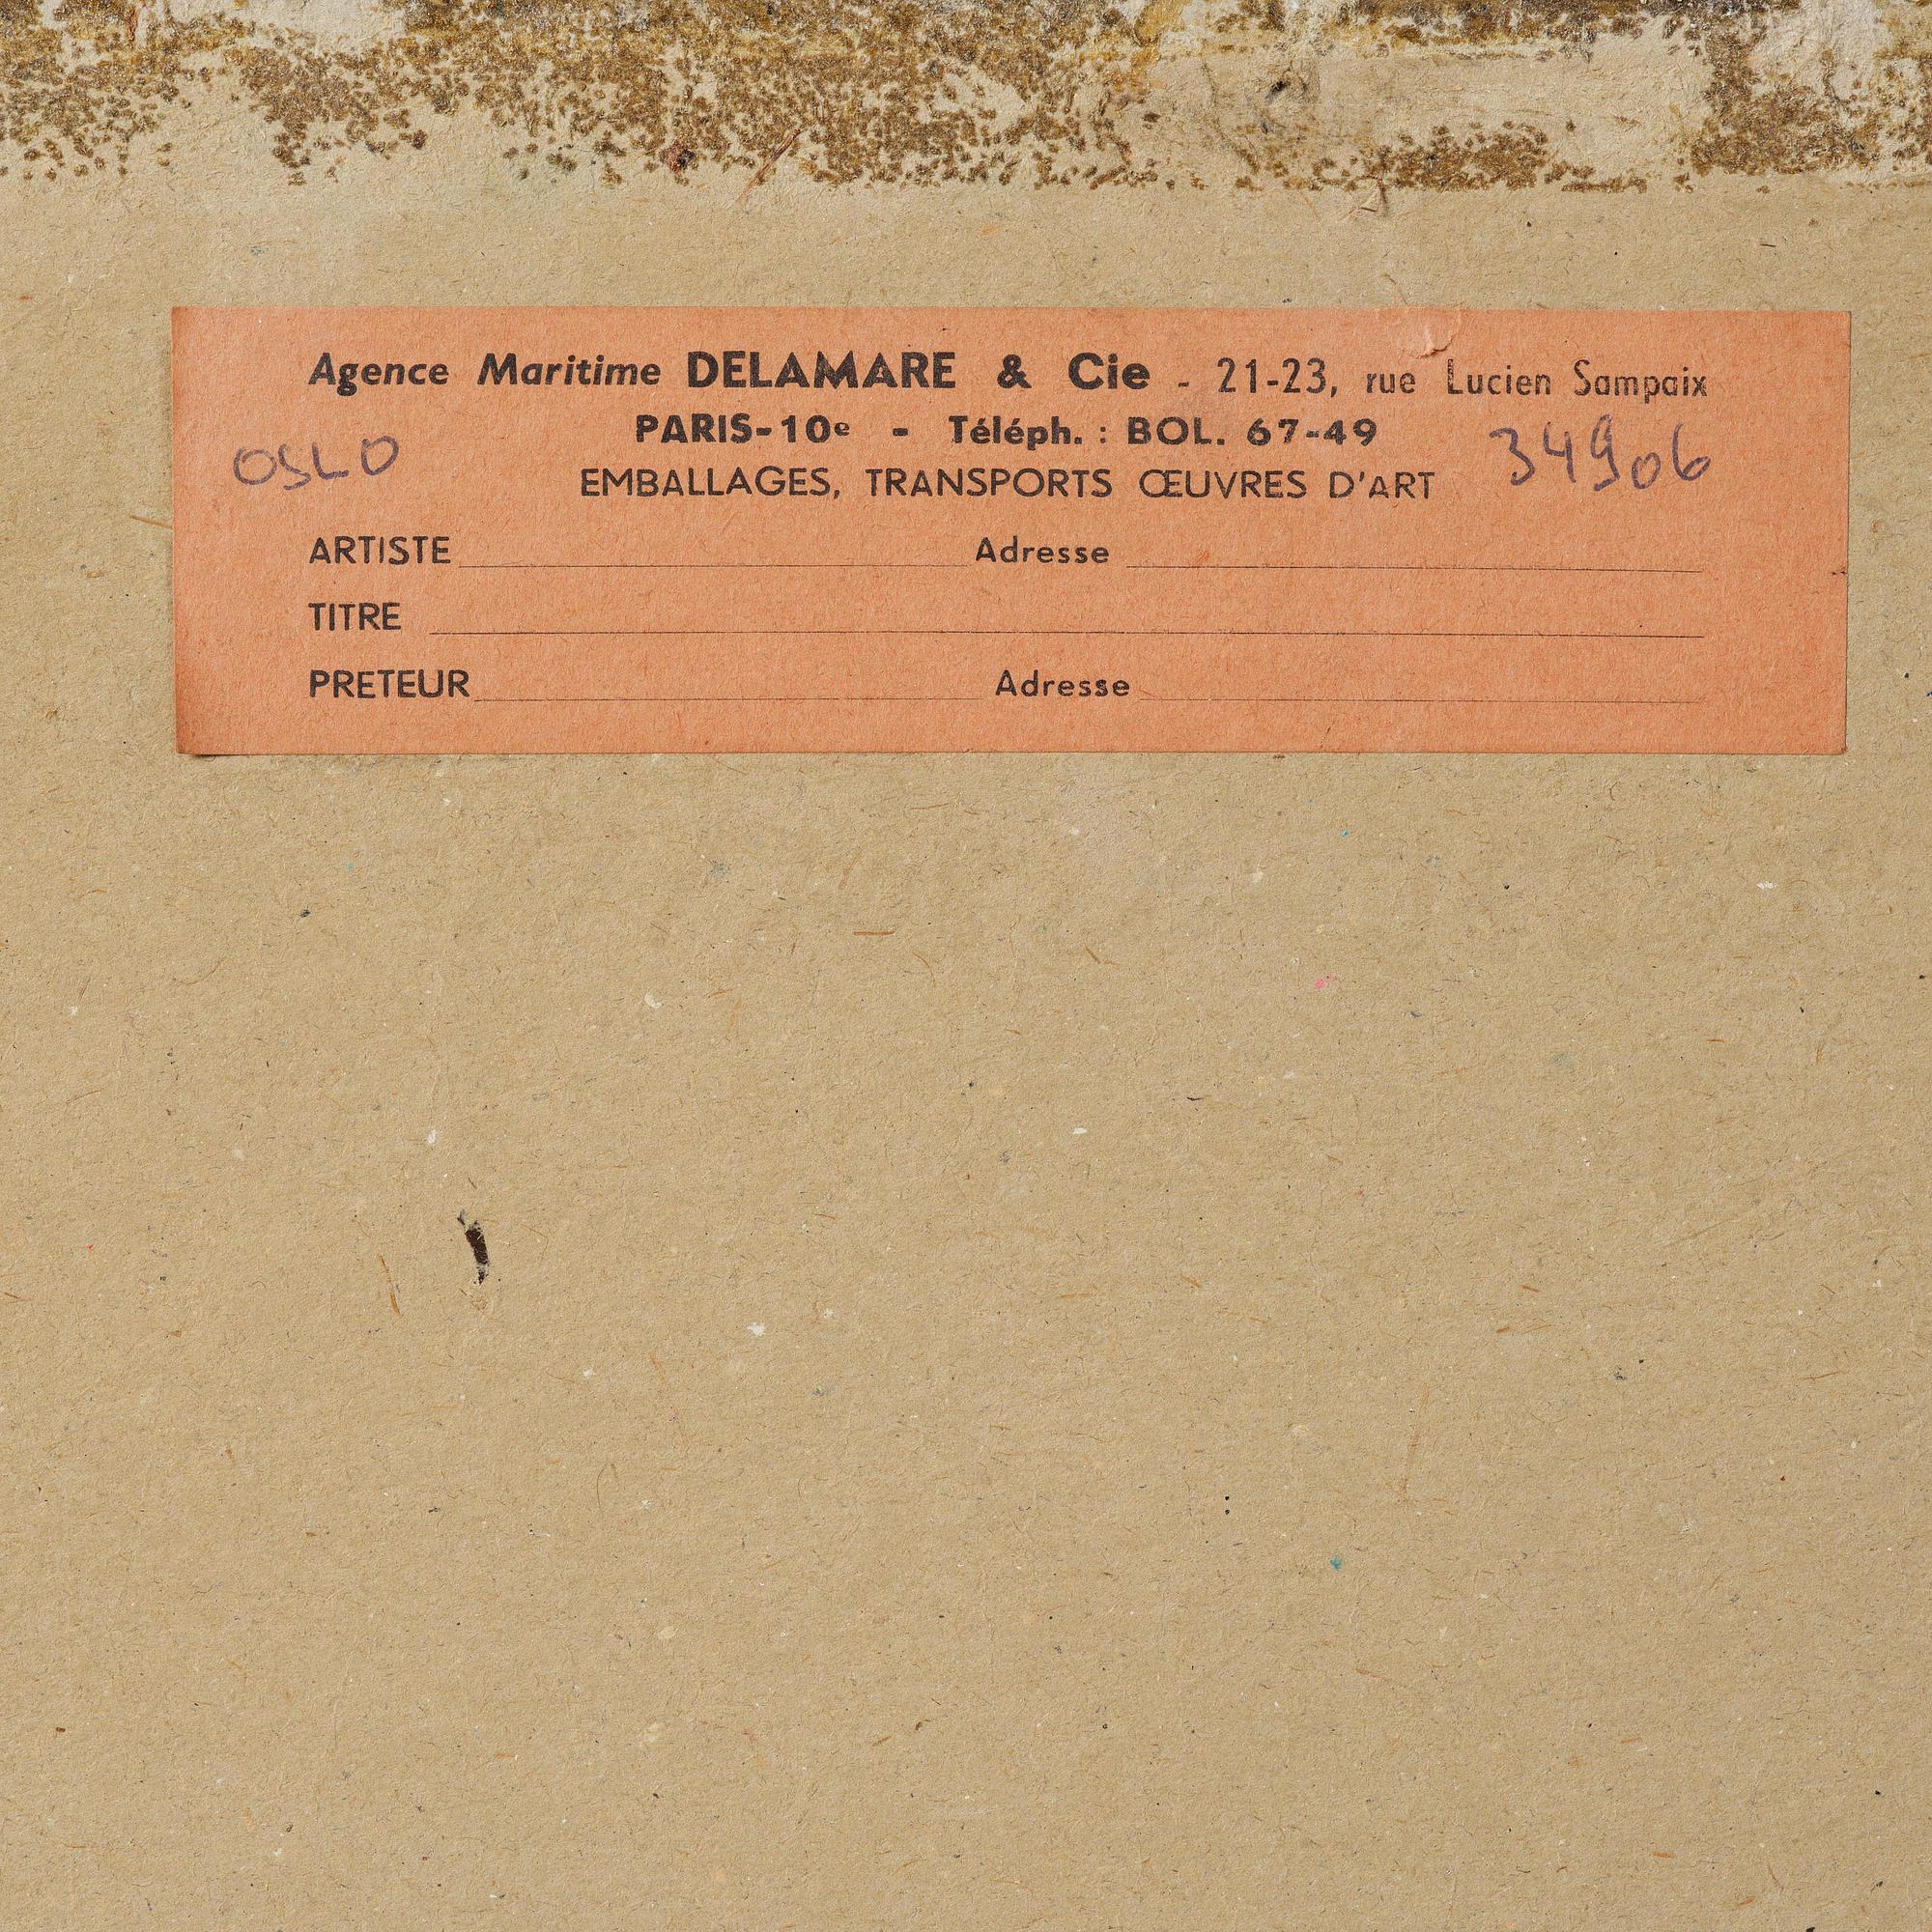 Agence Maritime DELAMARE & Cie - 21-23, rue Lucien Sampaix
PARIS-10e - Téléph. : BOL. 67-49
OSLO
34906
EMBALLAGES, TRANSPORTS ŒUVRES D'ART
ARTISTE Adresse
TITRE
PRETEUR Adresse